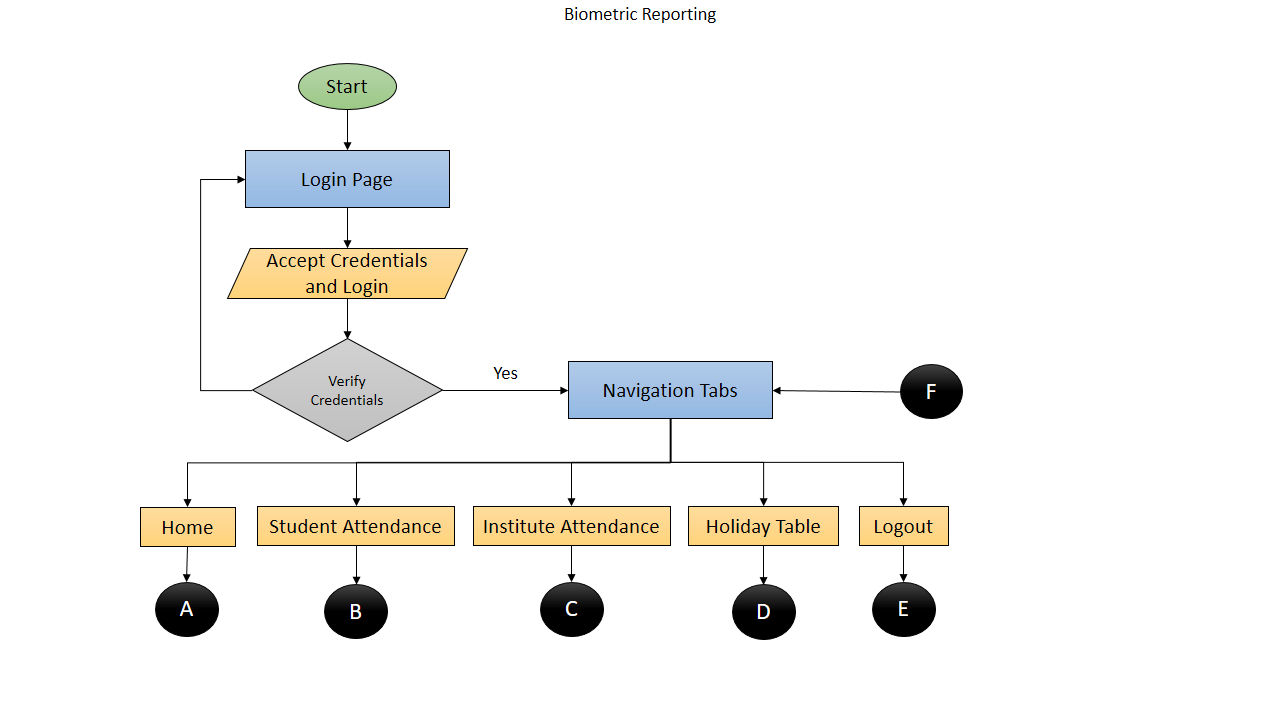 Biometric Reporting
Start
Login Page
Accept Credentials
and Login
Verify
Credentials
Yes
Navigation Tabs
F
Home
Student Attendance
Institute Attendance
Holiday Table
Logout
A
B
C
D
E